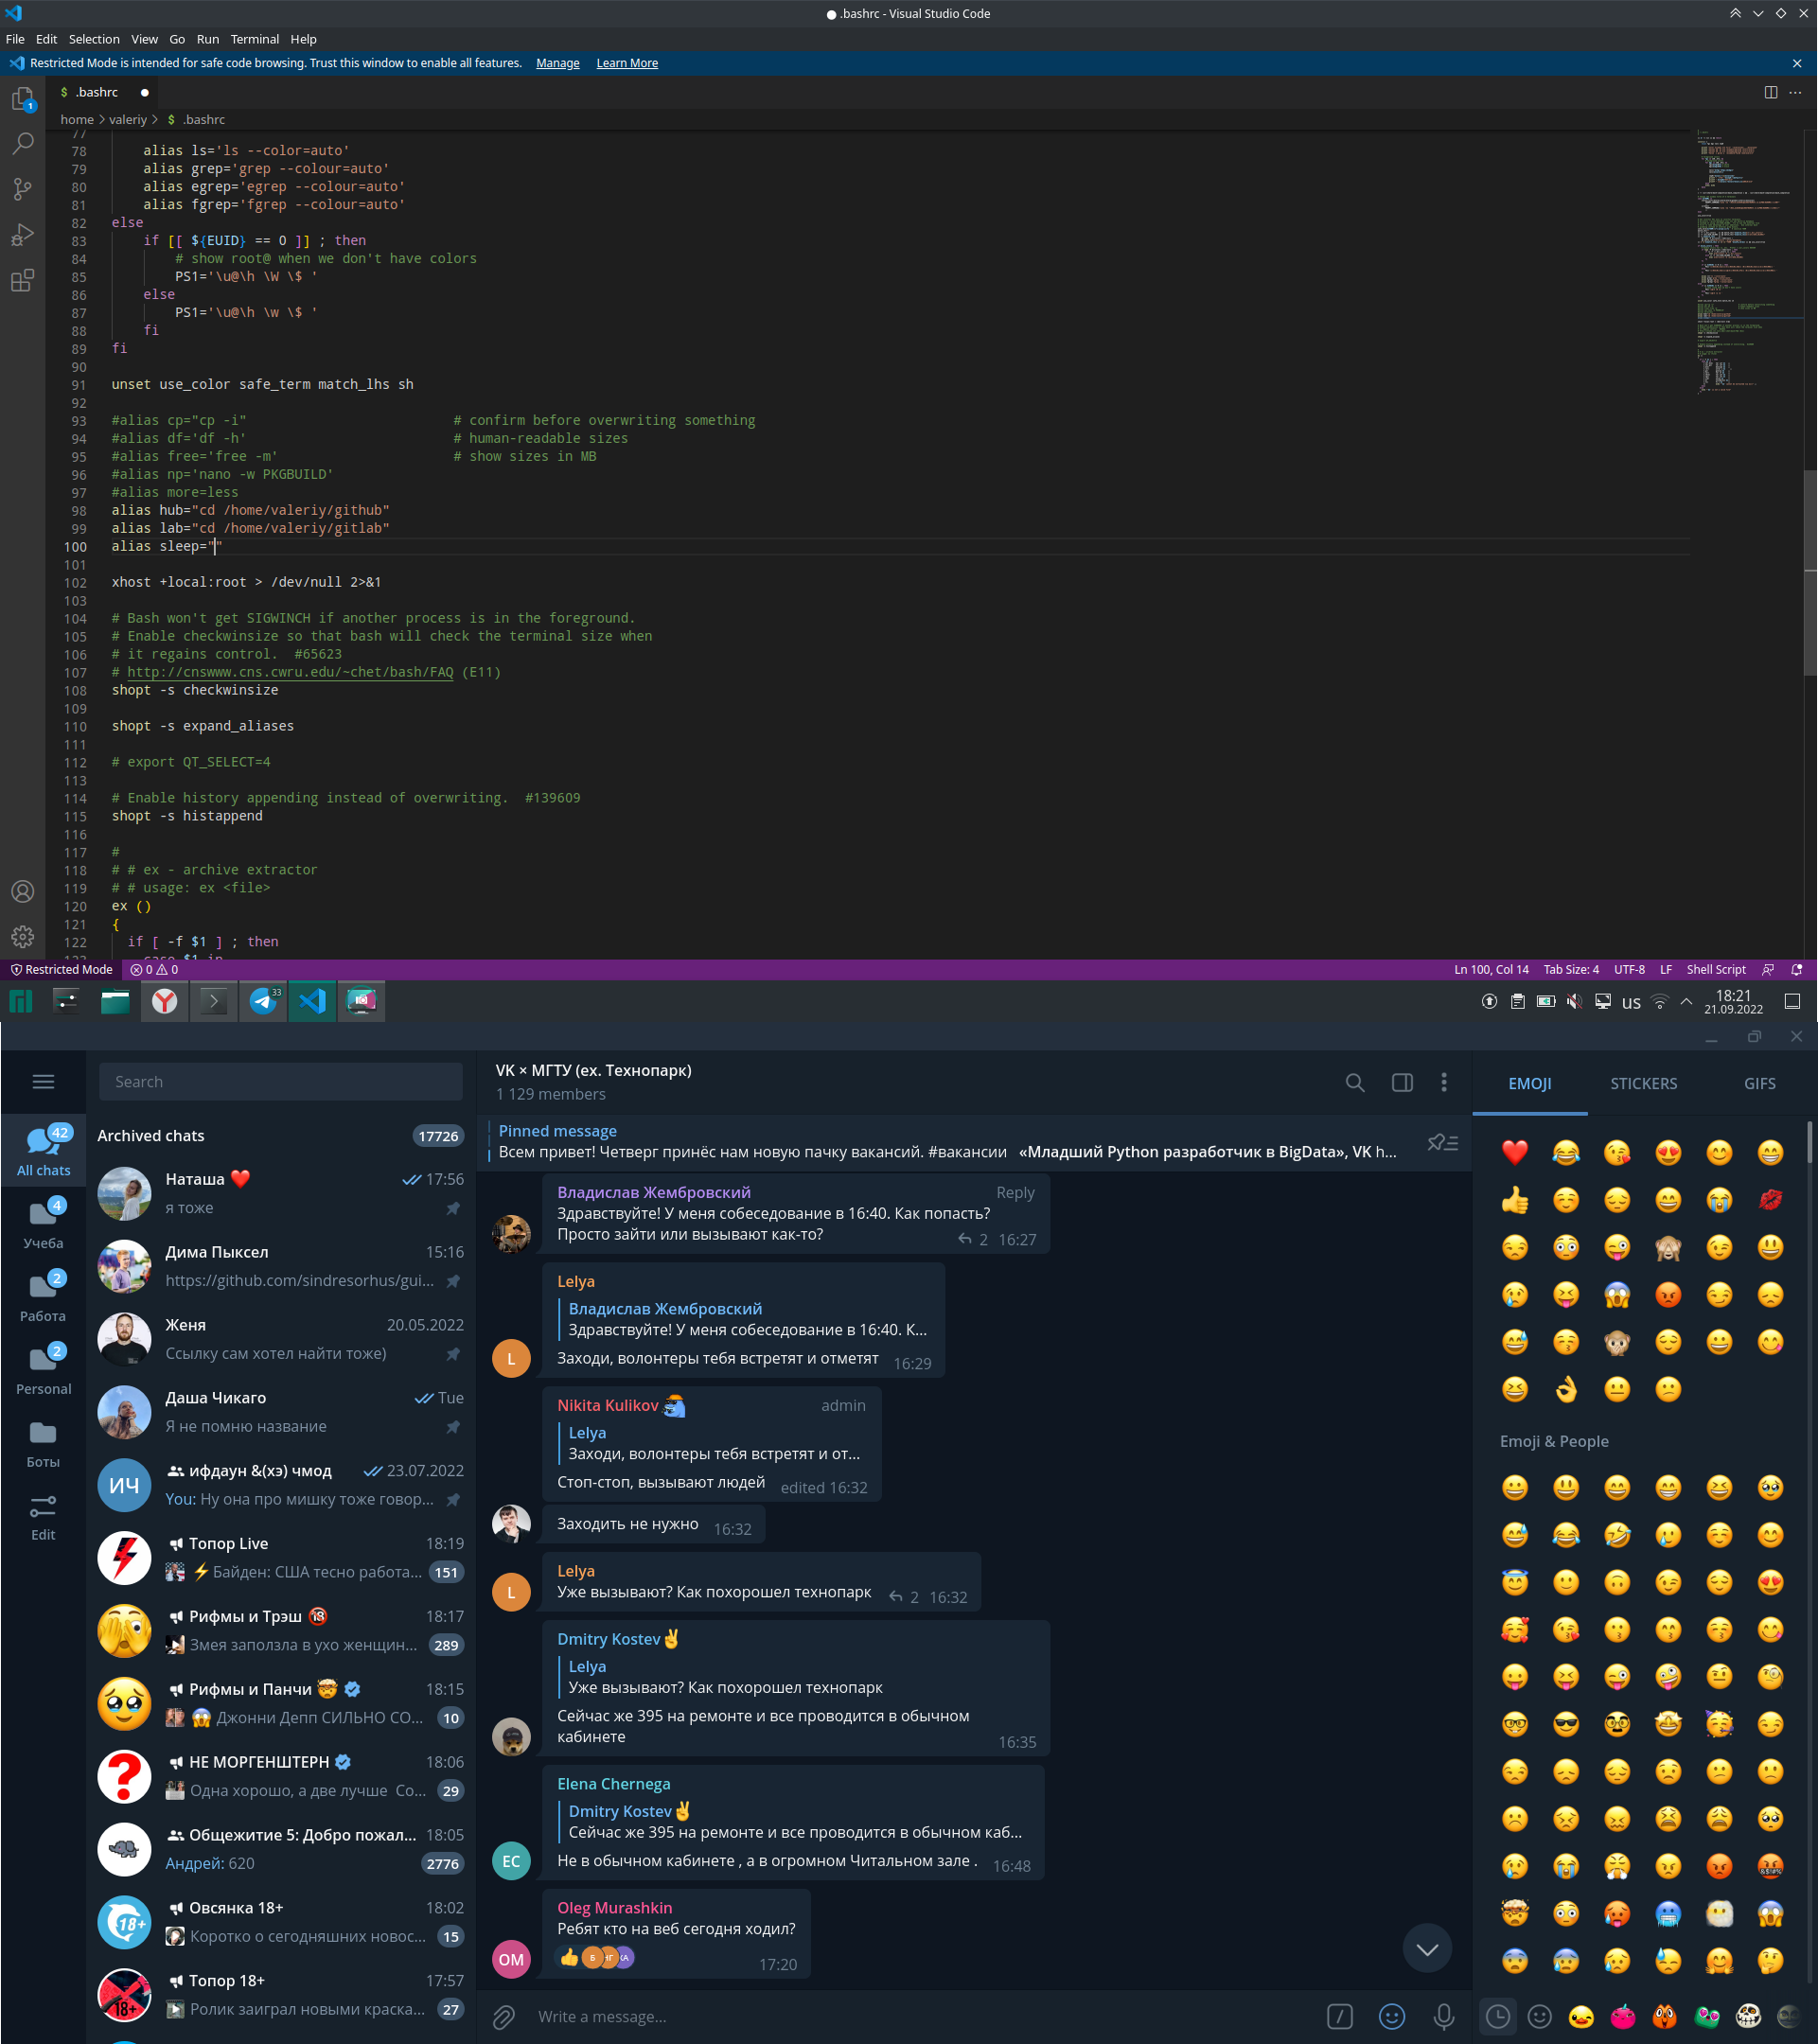 .bashrc - Visual Studio Code
File Edit Selection View Go Run Terminal Help
Restricted Mode is intended for safe code browsing. Trust this window to enable all features. Manage Learn More
1
$ .bashrc
home > valeriy > $ .bashrc
77
78 alias ls='ls --color=auto'
79 alias grep='grep --colour=auto'
80 alias egrep='egrep --colour=auto'
81 alias fgrep='fgrep --colour=auto'
82 else
83 if [[ ${EUID} == 0 ]] ; then
84 # show root@ when we don't have colors
85 PS1='\u@\h \W \$ '
86 else
87 PS1='\u@\h \w \$ '
88 fi
89 fi
90
91 unset use_color safe_term match_lhs sh
92
93 #alias cp="cp -i" # confirm before overwriting something
94 #alias df='df -h' # human-readable sizes
95 #alias free='free -m' # show sizes in MB
96 #alias np='nano -w PKGBUILD'
97 #alias more=less
98 alias hub="cd /home/valeriy/github"
99 alias lab="cd /home/valeriy/gitlab"
100 alias sleep=""
101
102 xhost +local:root > /dev/null 2>&1
103
104 # Bash won't get SIGWINCH if another process is in the foreground.
105 # Enable checkwinsize so that bash will check the terminal size when
106 # it regains control.  #65623
107 # http://cnswww.cns.cwru.edu/~chet/bash/FAQ (E11)
108 shopt -s checkwinsize
109
110 shopt -s expand_aliases
111
112 # export QT_SELECT=4
113
114 # Enable history appending instead of overwriting.  #139609
115 shopt -s histappend
116
117 #
118 # # ex - archive extractor
119 # # usage: ex <file>
120 ex ()
121 {
122 if [ -f $1 ] ; then
Restricted Mode 0 0 Ln 100, Col 14 Tab Size: 4 UTF-8 LF Shell Script
33 us 18:21
21.09.2022
Search
42
All chats
4
Учеба
2
Работа
2
Personal
Боты
Edit
Archived chats 17726
Наташа ❤️ 17:56
я тоже
Дима Пыксел 15:16
https://github.com/sindresorhus/gui...
Женя 20.05.2022
Ссылку сам хотел найти тоже)
Даша Чикаго Tue
Я не помню название
ИЧ
ифдаун &(хэ) чмод 23.07.2022
You: Ну она про мишку тоже говор...
Топор Live 18:19
⚡Байден: США тесно работа... 151
Рифмы и Трэш 🔞 18:17
Змея заползла в ухо женщин... 289
Рифмы и Панчи 🤯 18:15
😱 Джонни Депп СИЛЬНО СО... 10
НЕ МОРГЕНШТЕРН 18:06
Одна хорошо, а две лучше Со... 29
Общежитие 5: Добро пожал... 18:05
Андрей: 620 2776
18+
Овсянка 18+ 18:02
Коротко о сегодняшних новос... 15
18+
Топор 18+ 17:57
Ролик заиграл новыми краска... 27
VK × МГТУ (ex. Технопарк)
1 129 members
Pinned message
Всем привет! Четверг принёс нам новую пачку вакансий. #вакансии «Младший Python разработчик в BigData», VK h...
Владислав Жембровский Reply
Здравствуйте! У меня собеседование в 16:40. Как попасть?
Просто зайти или вызывают как-то? 2 16:27
Lelya
Владислав Жембровский
Здравствуйте! У меня собеседование в 16:40. К...
L
Заходи, волонтеры тебя встретят и отметят 16:29
Nikita Kulikov admin
Lelya
Заходи, волонтеры тебя встретят и от...
Стоп-стоп, вызывают людей edited 16:32
Заходить не нужно 16:32
Lelya
L
Уже вызывают? Как похорошел технопарк 2 16:32
Dmitry Kostev✌️
Lelya
Уже вызывают? Как похорошел технопарк
Сейчас же 395 на ремонте и все проводится в обычном
кабинете 16:35
Elena Chernega
Dmitry Kostev✌️
Сейчас же 395 на ремонте и все проводится в обычном каб...
EC
Не в обычном кабинете , а в огромном Читальном зале . 16:48
Oleg Murashkin
Ребят кто на веб сегодня ходил?
OM
17:20
Write a message...
EMOJI STICKERS GIFS
Emoji & People